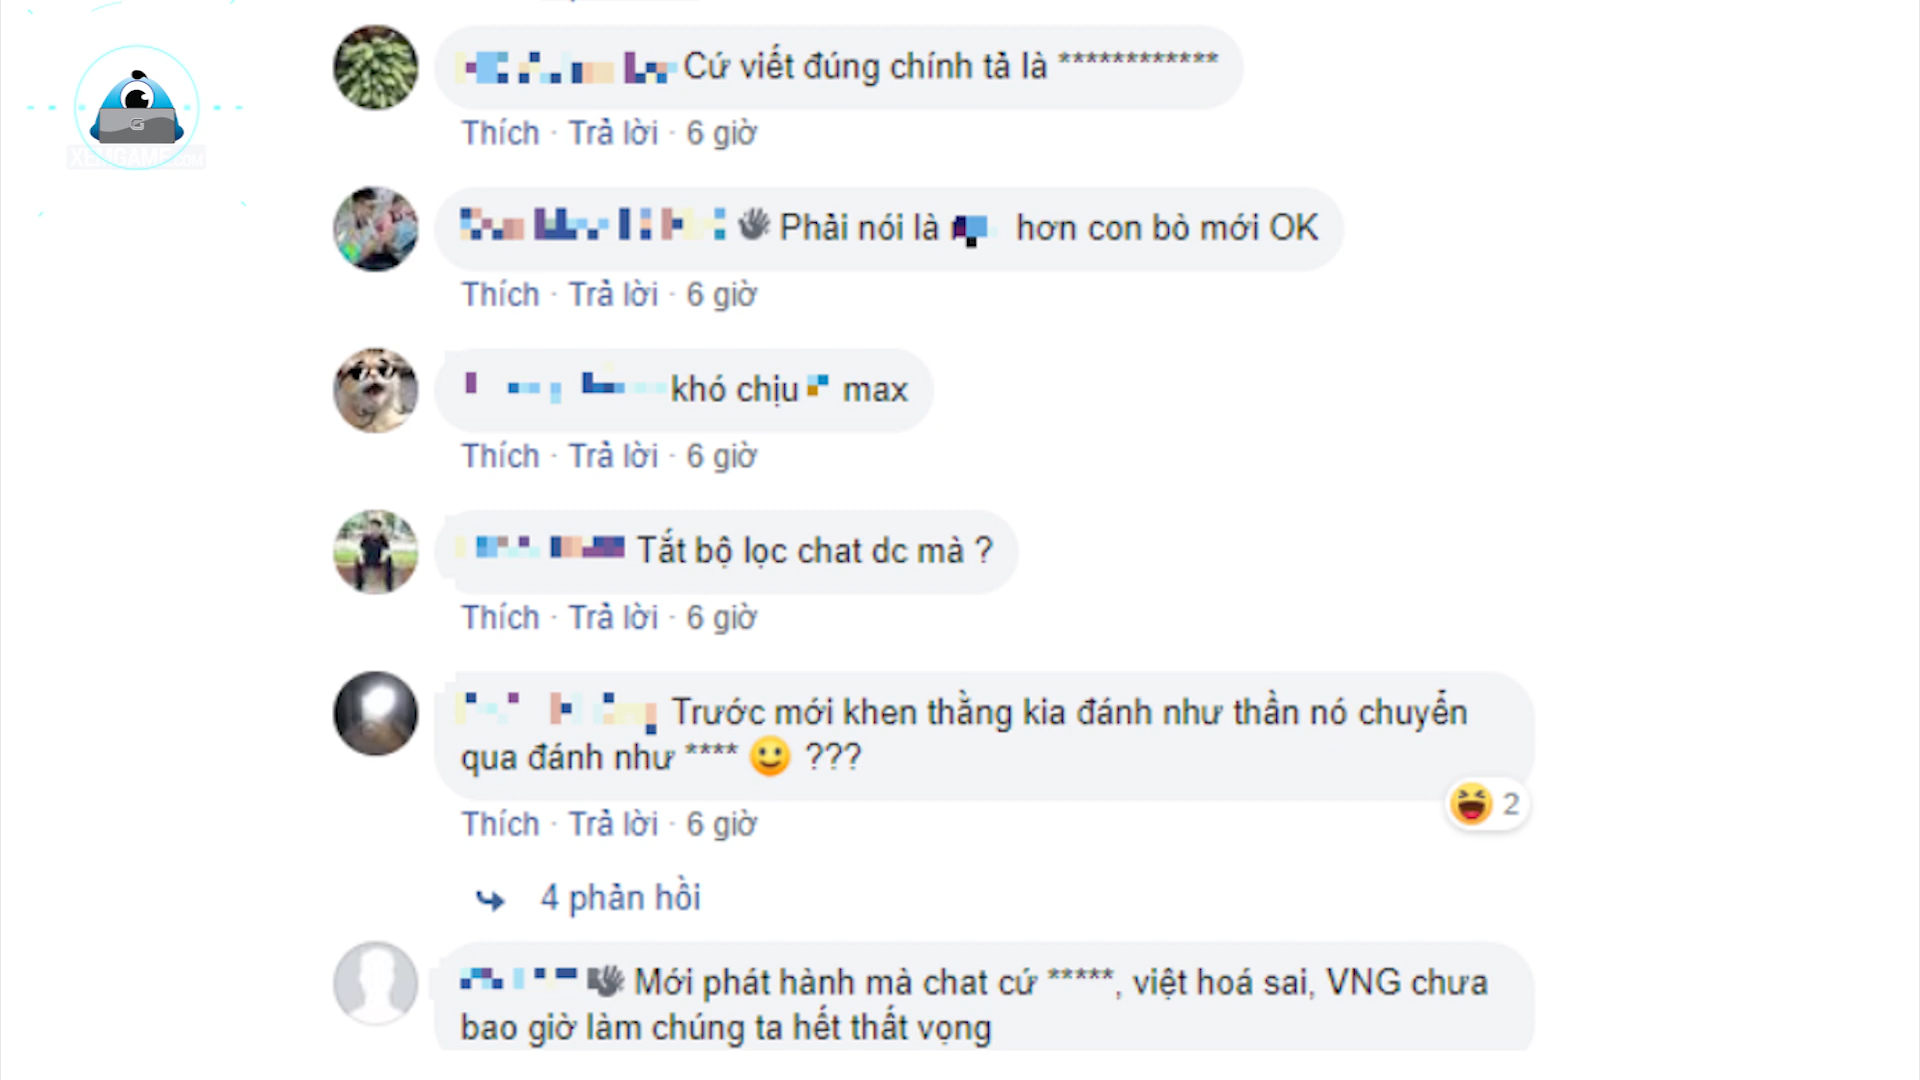 Cứ viết đúng chính tả là ************
Thích · Trả lời · 6 giờ
Phải nói là hơn con bò mới OK
Thích · Trả lời · 6 giờ
khó chịu max
Thích · Trả lời · 6 giờ
Tắt bộ lọc chat dc mà ?
Thích · Trả lời · 6 giờ
Trước mới khen thằng kia đánh như thần nó chuyển
qua đánh như **** 🙂 ???
2
Thích · Trả lời · 6 giờ
4 phản hồi
Mới phát hành mà chat cứ *****, việt hoá sai, VNG chưa
bao giờ làm chúng ta hết thất vọng
G
XEMGAME.COM